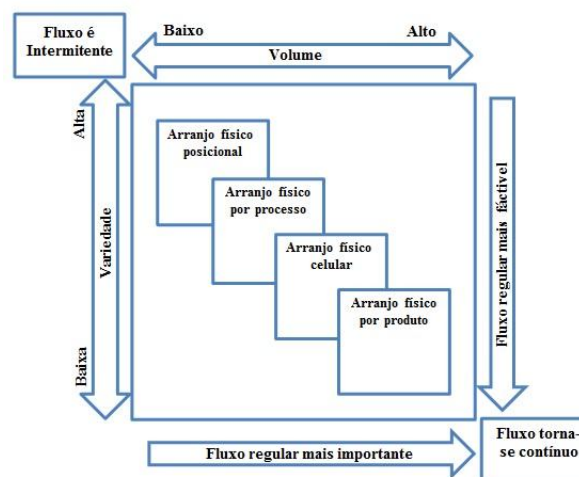 Fluxo é
Intermitente
Baixo
Alto
Volume
Alta
Variedade
Baixa
Arranjo físico
posicional
Arranjo físico
por processo
Arranjo físico
celular
Arranjo físico
por produto
Fluxo regular mais fáctivel
Fluxo regular mais importante
Fluxo torna-
se contínuo